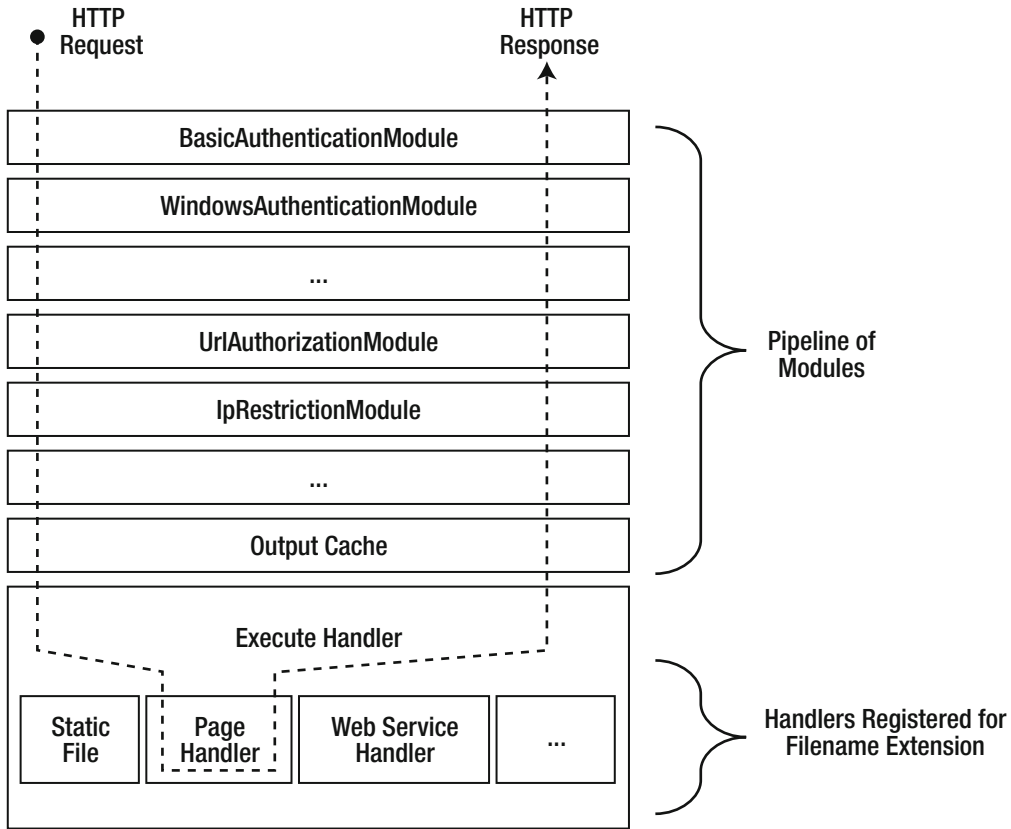 HTTP
Request
HTTP
Response
BasicAuthenticationModule
WindowsAuthenticationModule
...
UrlAuthorizationModule
IpRestrictionModule
...
Output Cache
Pipeline of
Modules
Execute Handler
Static
File
Page
Handler
Web Service
Handler
...
Handlers Registered for
Filename Extension